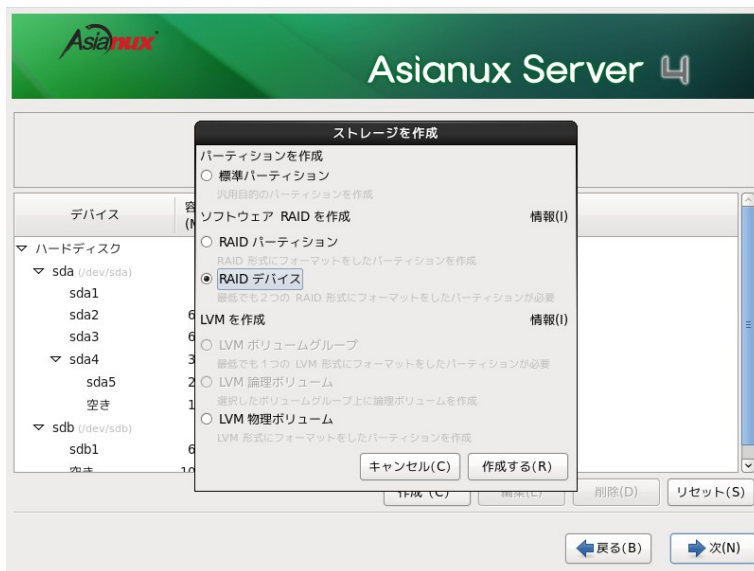 Asianux
Asianux Server 4
ストレージを作成
パーティションを作成
標準パーティション
汎用目的のパーティションを作成
ソフトウェア RAID を作成 情報(I)
RAID パーティション
RAID 形式にフォーマットをしたパーティションを作成
RAID デバイス
最低でも2つの RAID 形式にフォーマットをしたパーティションが必要
LVM を作成 情報(I)
LVM ボリュームグループ
最低でも1つの LVM 形式にフォーマットをしたパーティションが必要
LVM 論理ボリューム
選択したボリュームグループ上に論理ボリュームを作成
LVM 物理ボリューム
LVM 形式にフォーマットをしたパーティションを作成
キャンセル(C) 作成する(R)
デバイス
ハードディスク
sda (/dev/sda)
sda1
sda2 6
sda3 6
sda4 3
sda5 2
空き 1
sdb (/dev/sdb)
sdb1 6
空き 10
作成 (C) 編集(E) 削除(D) リセット(S)
戻る(B) 次(N)